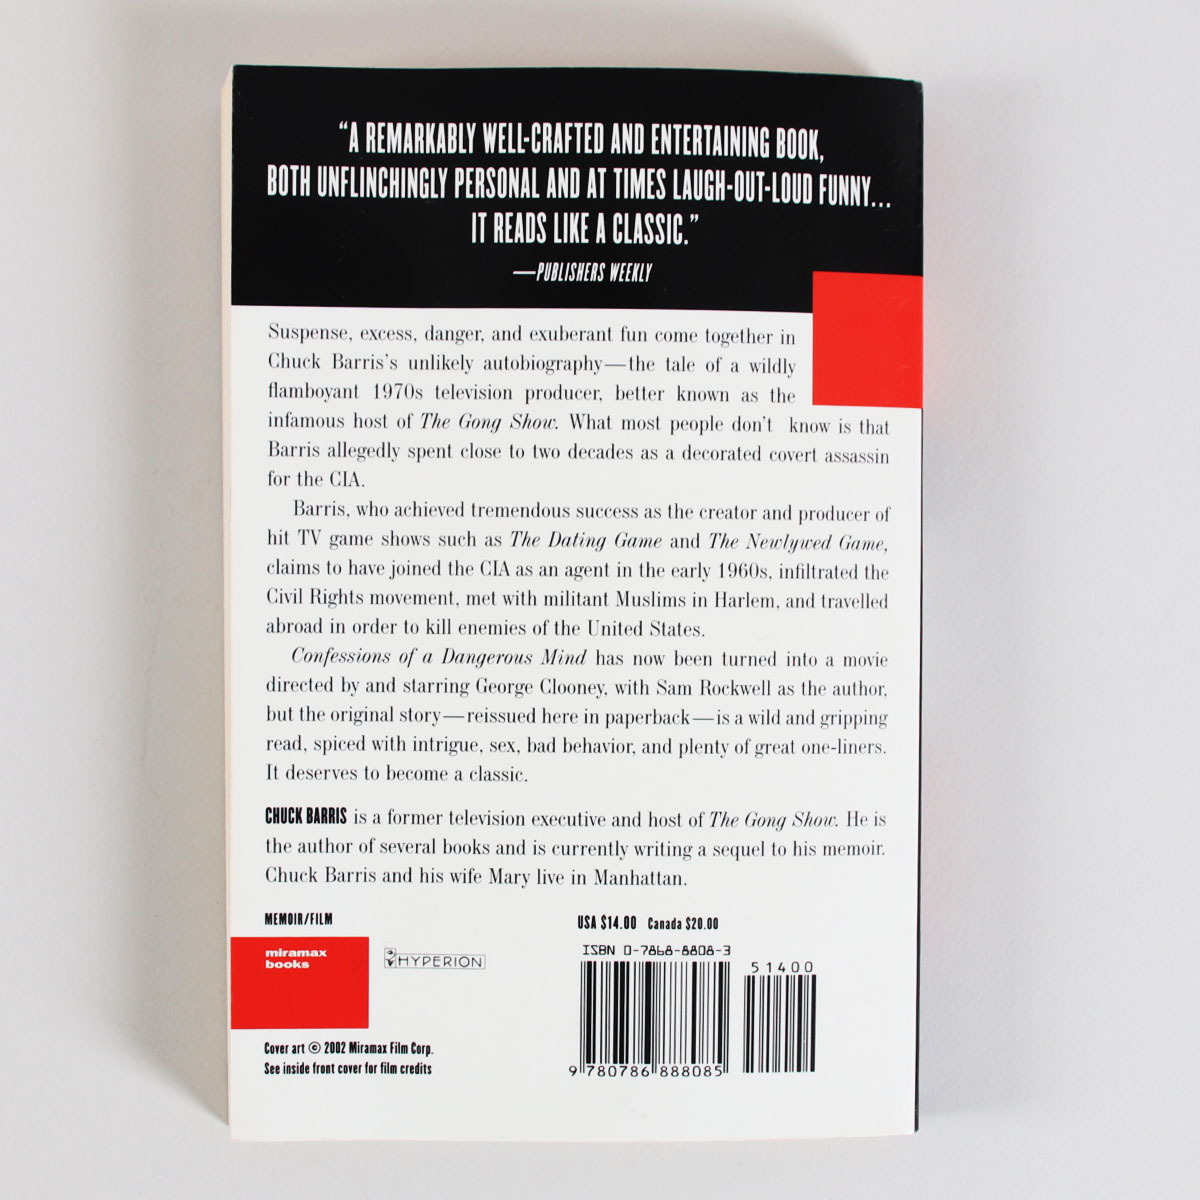 “A REMARKABLY WELL-CRAFTED AND ENTERTAINING BOOK,
BOTH UNFLINCHINGLY PERSONAL AND AT TIMES LAUGH-OUT-LOUD FUNNY...
IT READS LIKE A CLASSIC.”
—PUBLISHERS WEEKLY
Suspense, excess, danger, and exuberant fun come together in
Chuck Barris’s unlikely autobiography—the tale of a wildly
flamboyant 1970s television producer, better known as the
infamous host of The Gong Show. What most people don’t know is that
Barris allegedly spent close to two decades as a decorated covert assassin
for the CIA.
Barris, who achieved tremendous success as the creator and producer of
hit TV game shows such as The Dating Game and The Newlywed Game,
claims to have joined the CIA as an agent in the early 1960s, infiltrated the
Civil Rights movement, met with militant Muslims in Harlem, and travelled
abroad in order to kill enemies of the United States.
Confessions of a Dangerous Mind has now been turned into a movie
directed by and starring George Clooney, with Sam Rockwell as the author,
but the original story—reissued here in paperback—is a wild and gripping
read, spiced with intrigue, sex, bad behavior, and plenty of great one-liners.
It deserves to become a classic.
CHUCK BARRIS is a former television executive and host of The Gong Show. He is
the author of several books and is currently writing a sequel to his memoir.
Chuck Barris and his wife Mary live in Manhattan.
MEMOIR/FILM
miramax
books
HYPERION
Cover art © 2002 Miramax Film Corp.
See inside front cover for film credits
USA $14.00 Canada $20.00
ISBN 0-7868-8808-3
51400
9 780786 888085